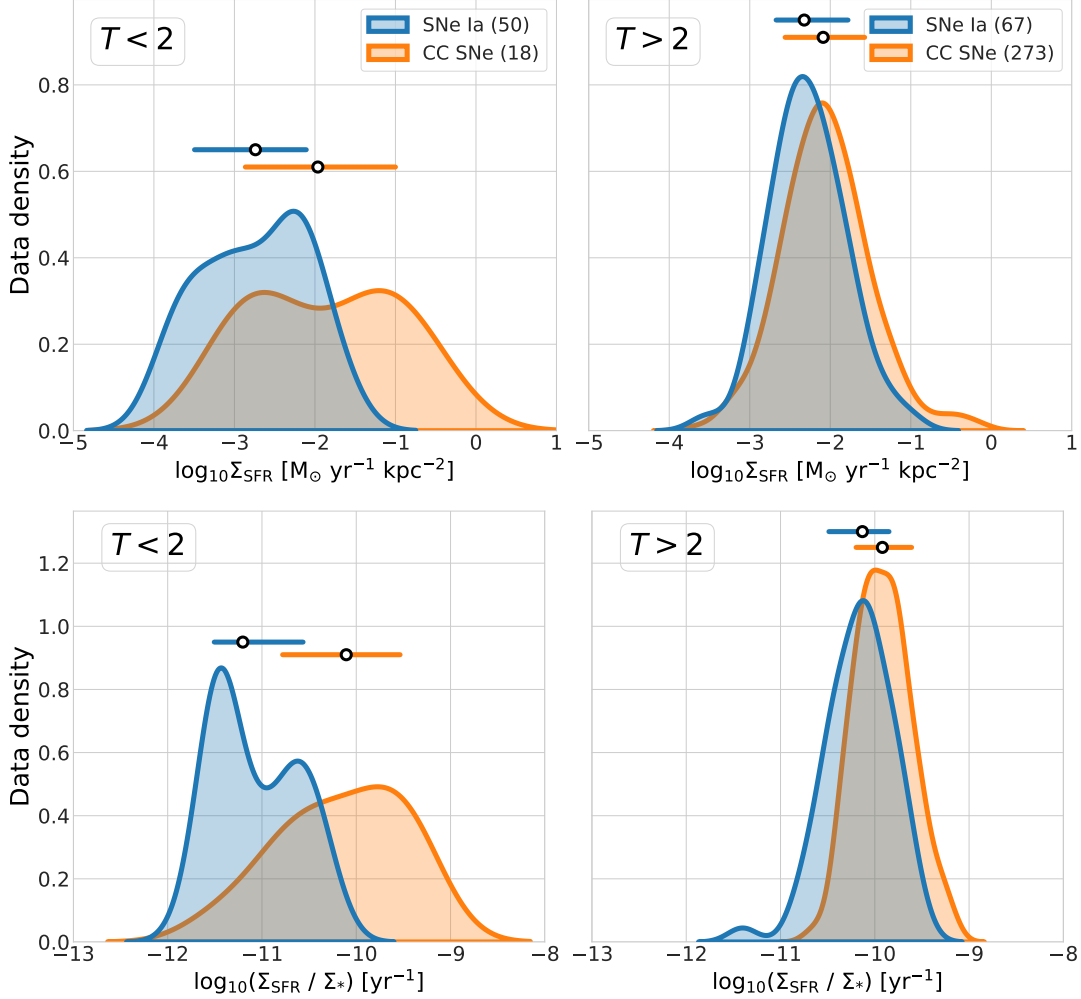 T < 2
SNe Ia (50)
CC SNe (18)
Data density
0.8
0.6
0.4
0.2
0.0
−5 −4 −3 −2 −1 0 1
log₁₀Σ_SFR [M_⊙ yr⁻¹ kpc⁻²]
T > 2
SNe Ia (67)
CC SNe (273)
−5 −4 −3 −2 −1 0 1
log₁₀Σ_SFR [M_⊙ yr⁻¹ kpc⁻²]
T < 2
Data density
1.2
1.0
0.8
0.6
0.4
0.2
0.0
−13 −12 −11 −10 −9 −8
log₁₀(Σ_SFR / Σ_*) [yr⁻¹]
T > 2
−13 −12 −11 −10 −9 −8
log₁₀(Σ_SFR / Σ_*) [yr⁻¹]